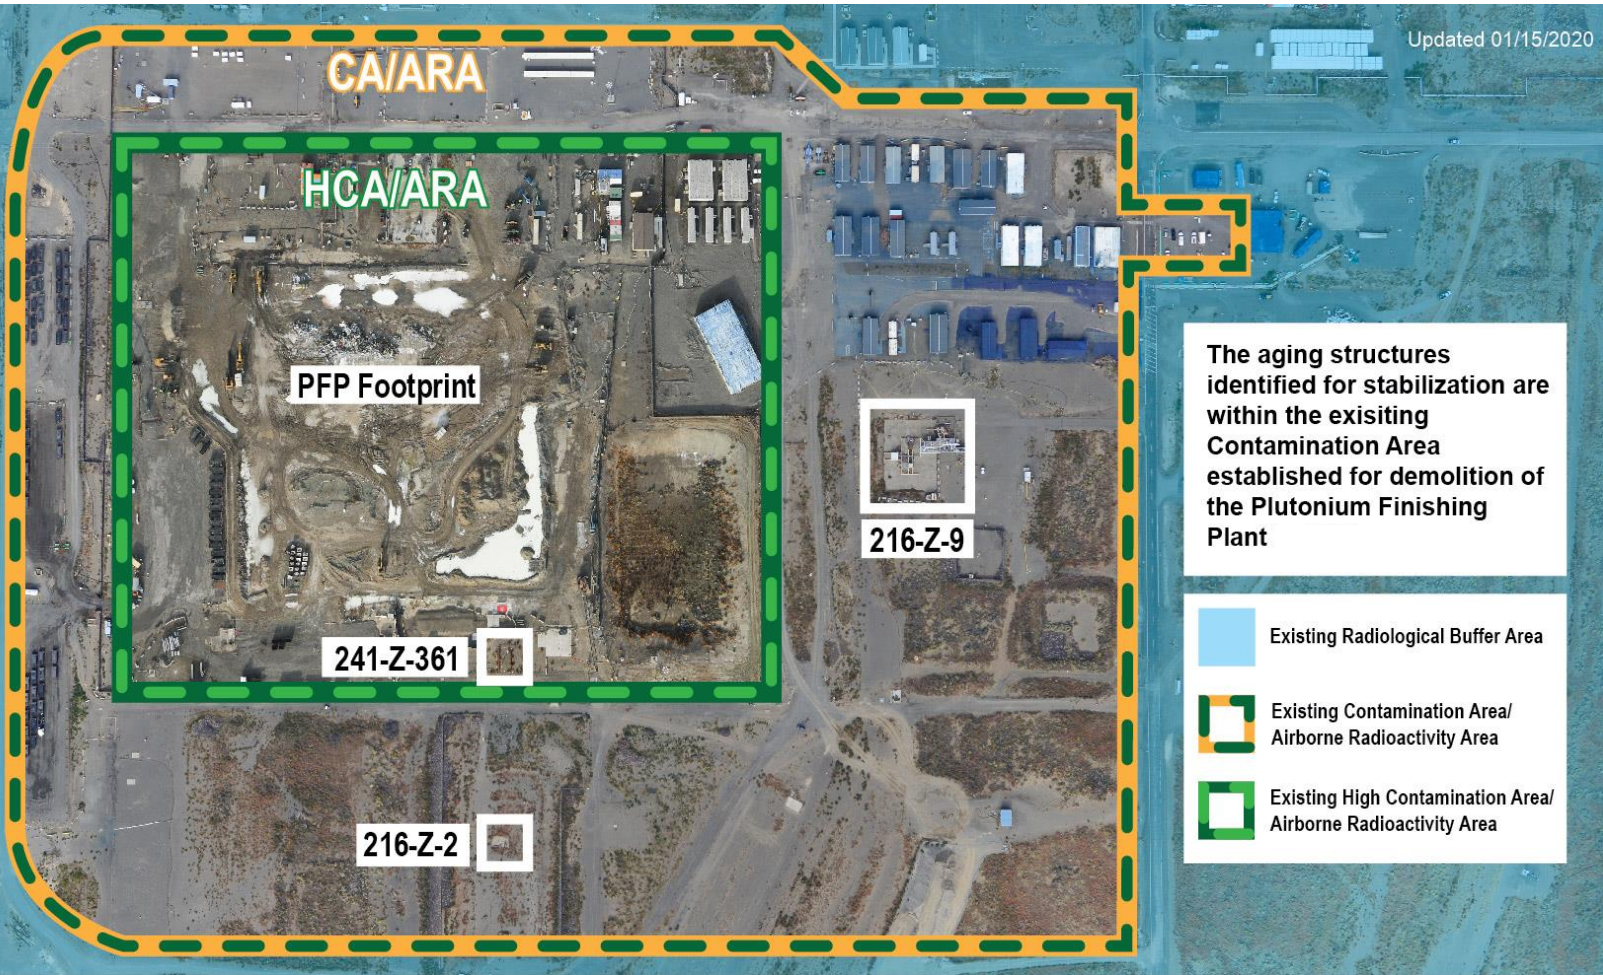 Updated 01/15/2020
CA/ARA
HCA/ARA
PFP Footprint
216-Z-9
241-Z-361
216-Z-2
The aging structures
identified for stabilization are
within the exisiting
Contamination Area
established for demolition of
the Plutonium Finishing
Plant
Existing Radiological Buffer Area
Existing Contamination Area/
Airborne Radioactivity Area
Existing High Contamination Area/
Airborne Radioactivity Area